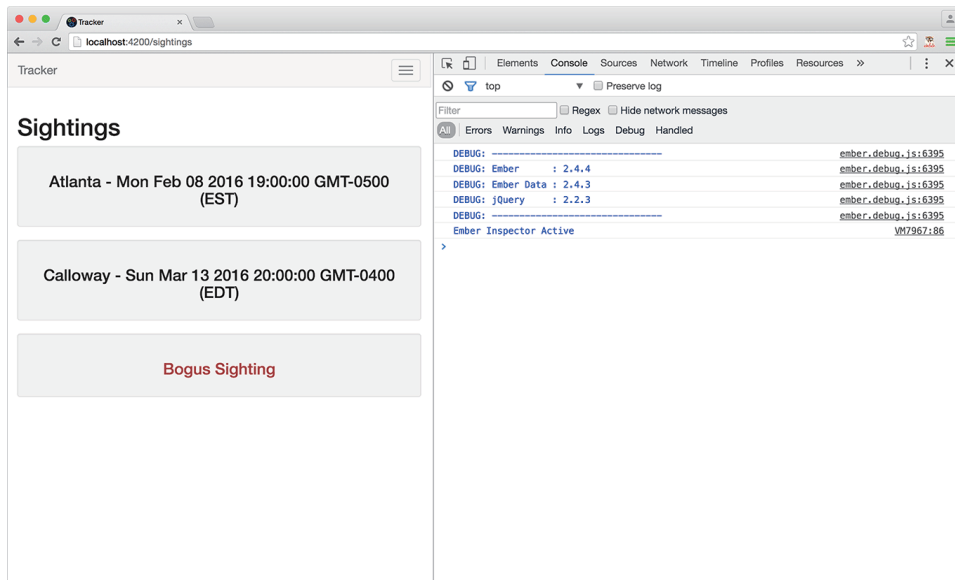 Tracker
localhost:4200/sightings
Tracker
Sightings
Atlanta - Mon Feb 08 2016 19:00:00 GMT-0500
(EST)
Calloway - Sun Mar 13 2016 20:00:00 GMT-0400
(EDT)
Bogus Sighting
Elements Console Sources Network Timeline Profiles Resources »
top ▼ Preserve log
Filter Regex Hide network messages
All Errors Warnings Info Logs Debug Handled
DEBUG: ------------------------------- ember.debug.js:6395
DEBUG: Ember : 2.4.4 ember.debug.js:6395
DEBUG: Ember Data : 2.4.3 ember.debug.js:6395
DEBUG: jQuery : 2.2.3 ember.debug.js:6395
DEBUG: ------------------------------- ember.debug.js:6395
Ember Inspector Active VM7967:86
>